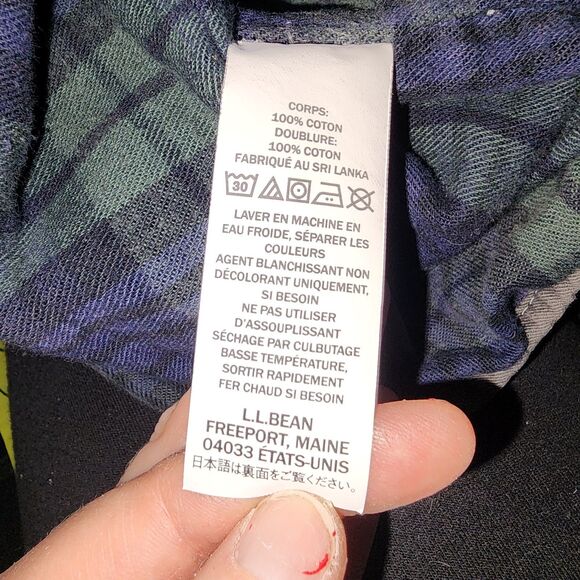 CORPS:
100% COTON
DOUBLURE:
100% COTON
FABRIQUÉ AU SRI LANKA
30
LAVER EN MACHINE EN
EAU FROIDE, SÉPARER LES
COULEURS
AGENT BLANCHISSANT NON
DÉCOLORANT UNIQUEMENT,
SI BESOIN
NE PAS UTILISER
D'ASSOUPLISSANT
SÉCHAGE PAR CULBUTAGE
BASSE TEMPÉRATURE,
SORTIR RAPIDEMENT
FER CHAUD SI BESOIN
L.L.BEAN
FREEPORT, MAINE
04033 ÉTATS-UNIS
日本語は裏面をご覧ください。